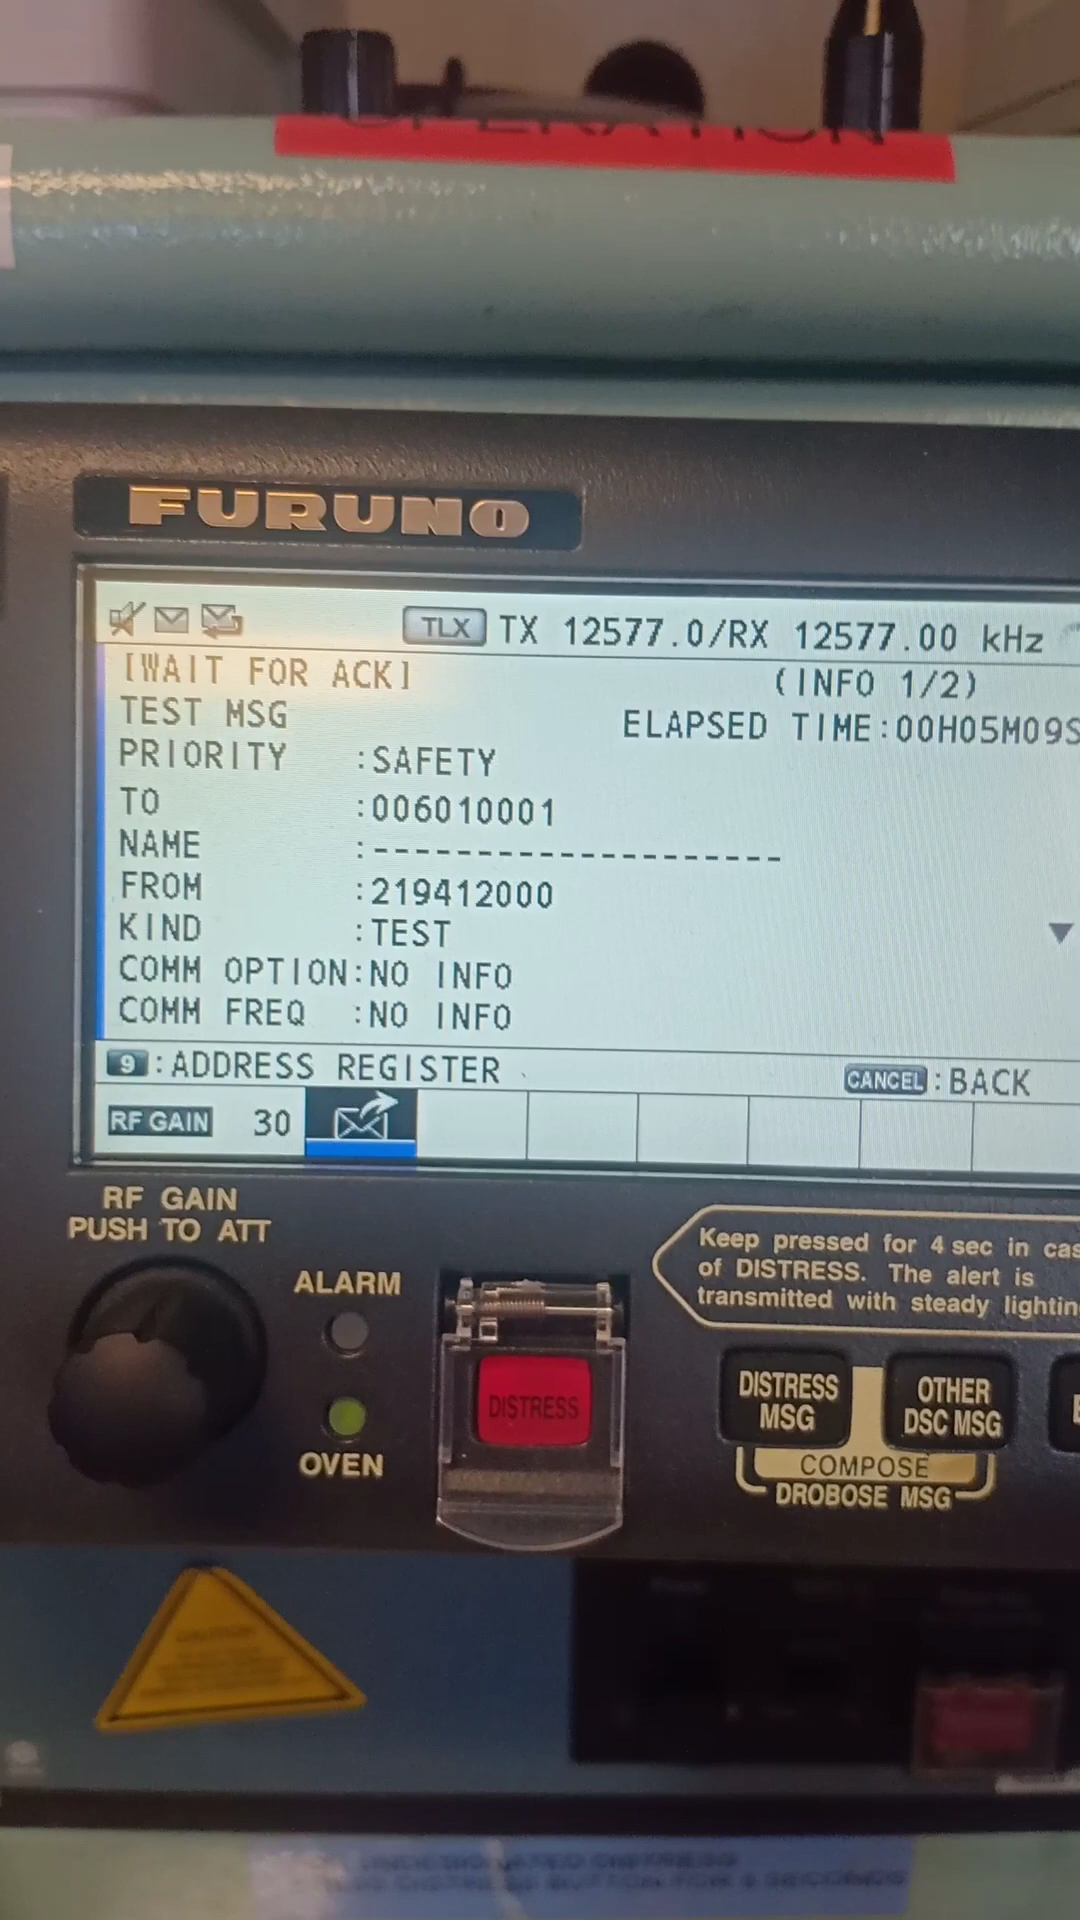 OPERATION
FURUNO
TLX TX 12577.0/RX 12577.00 kHz
[WAIT FOR ACK] (INFO 1/2)
TEST MSG ELAPSED TIME:00H05M09S
PRIORITY :SAFETY
TO :006010001
NAME :--------------------
FROM :219412000
KIND :TEST
COMM OPTION:NO INFO
COMM FREQ :NO INFO
9 :ADDRESS REGISTER CANCEL :BACK
RF GAIN 30
RF GAIN
PUSH TO ATT
ALARM
OVEN
DISTRESS
Keep pressed for 4 sec in cas
of DISTRESS. The alert is
transmitted with steady lightin
DISTRESS
MSG
OTHER
DSC MSG
COMPOSE
DROBOSE MSG